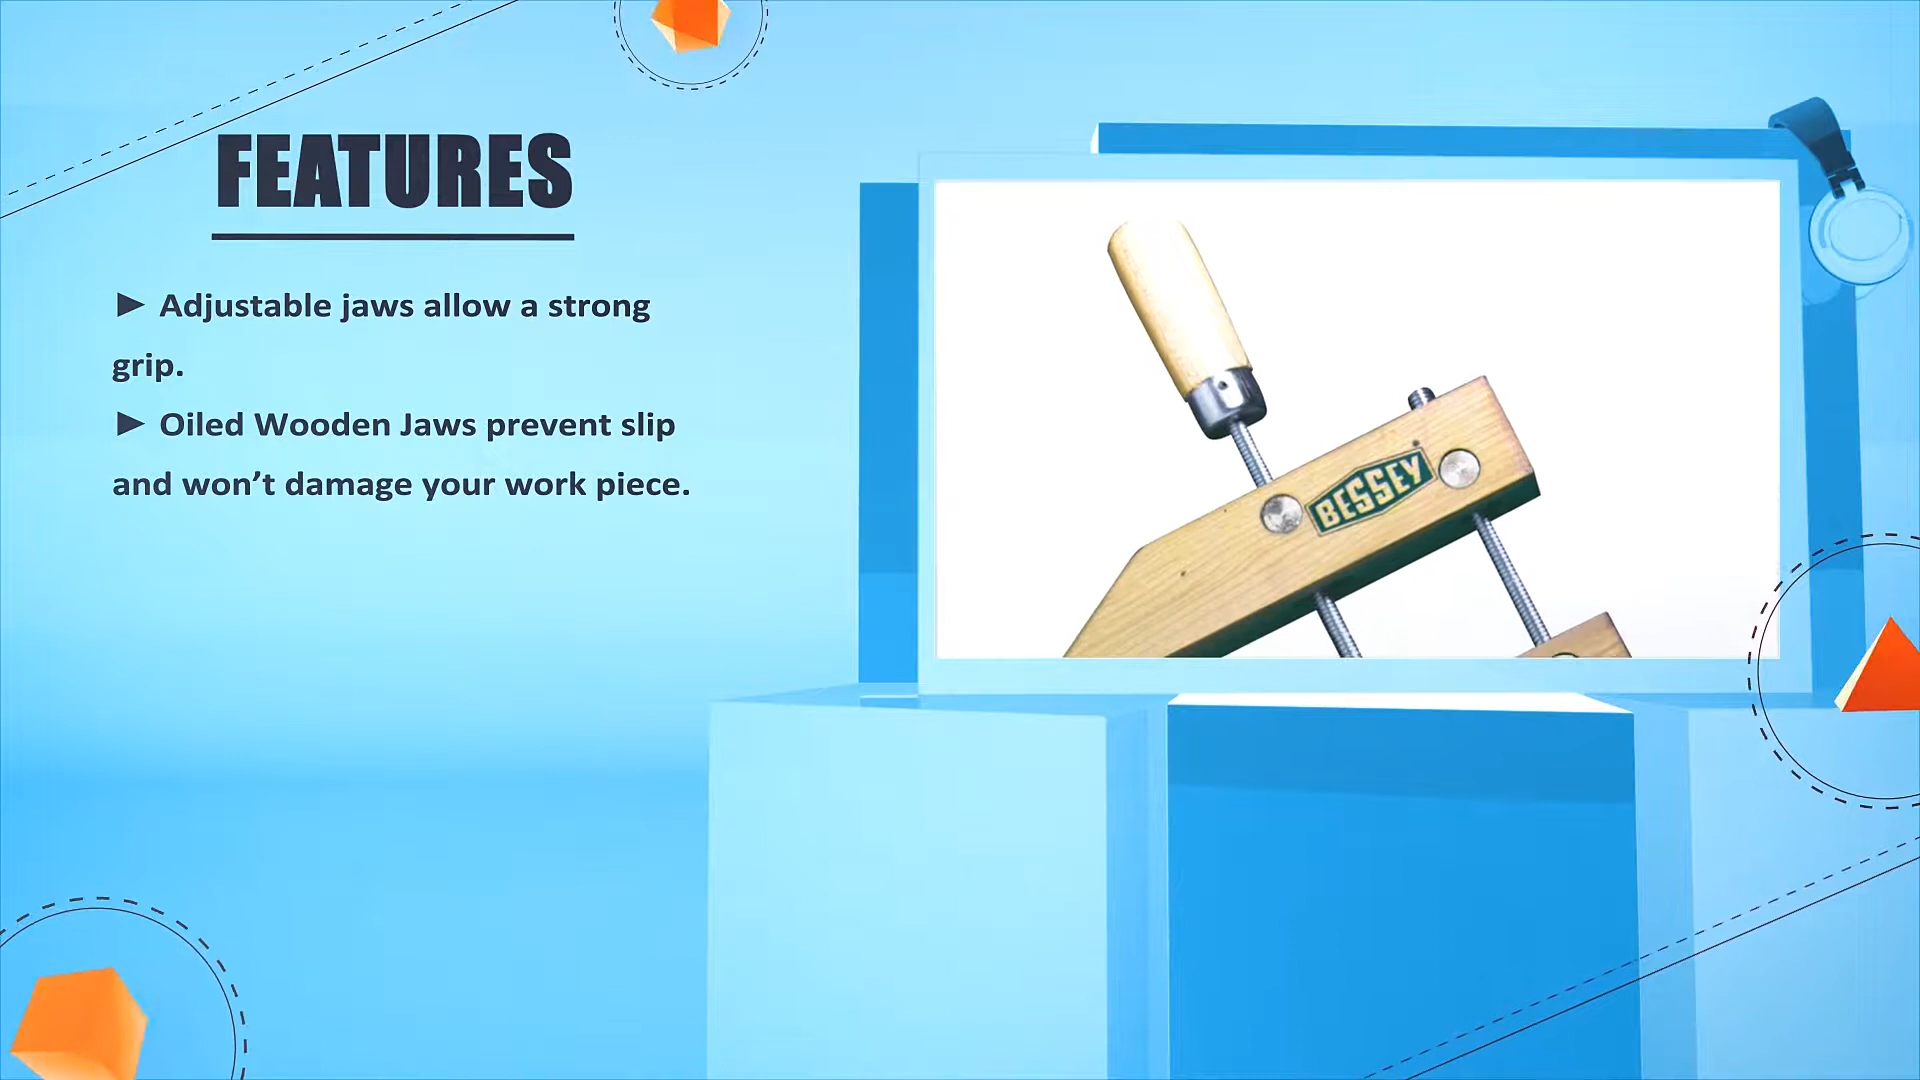 FEATURES
► Adjustable jaws allow a strong
grip.
► Oiled Wooden Jaws prevent slip
and won’t damage your work piece.
BESSEY